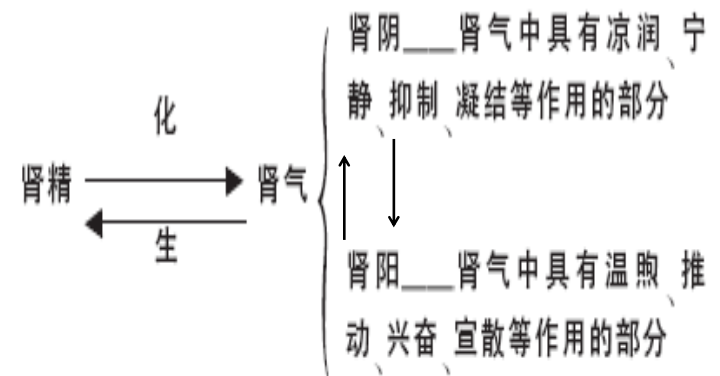 肾阴____肾气中具有凉润、宁
静、抑制、凝结等作用的部分
化
肾精
肾气
生
肾阳____肾气中具有温煦、推
动、兴奋、宣散等作用的部分